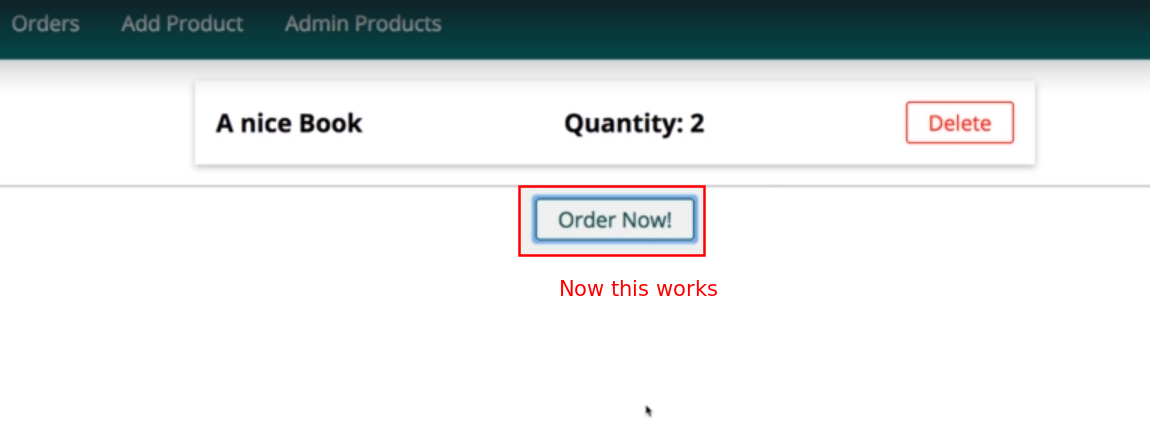 Orders Add Product Admin Products
A nice Book Quantity: 2 Delete
Order Now!
Now this works